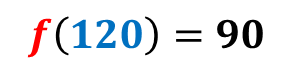 f(120) = 90